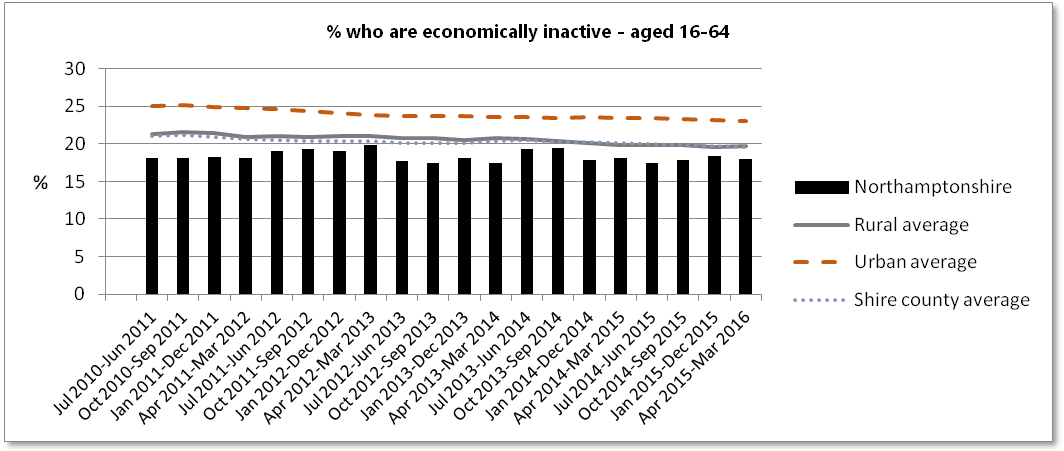 % who are economically inactive - aged 16-64
30
25
20
15
10
5
0
%
Jul 2010-Jun 2011
Oct 2010-Sep 2011
Jan 2011-Dec 2011
Apr 2011-Mar 2012
Jul 2011-Jun 2012
Oct 2011-Sep 2012
Jan 2012-Dec 2012
Apr 2012-Mar 2013
Jul 2012-Jun 2013
Oct 2012-Sep 2013
Jan 2013-Dec 2013
Apr 2013-Mar 2014
Jul 2013-Jun 2014
Oct 2013-Sep 2014
Jan 2014-Dec 2014
Apr 2014-Mar 2015
Jul 2014-Jun 2015
Oct 2014-Sep 2015
Jan 2015-Dec 2015
Apr 2015-Mar 2016
Northamptonshire
Rural average
Urban average
Shire county average